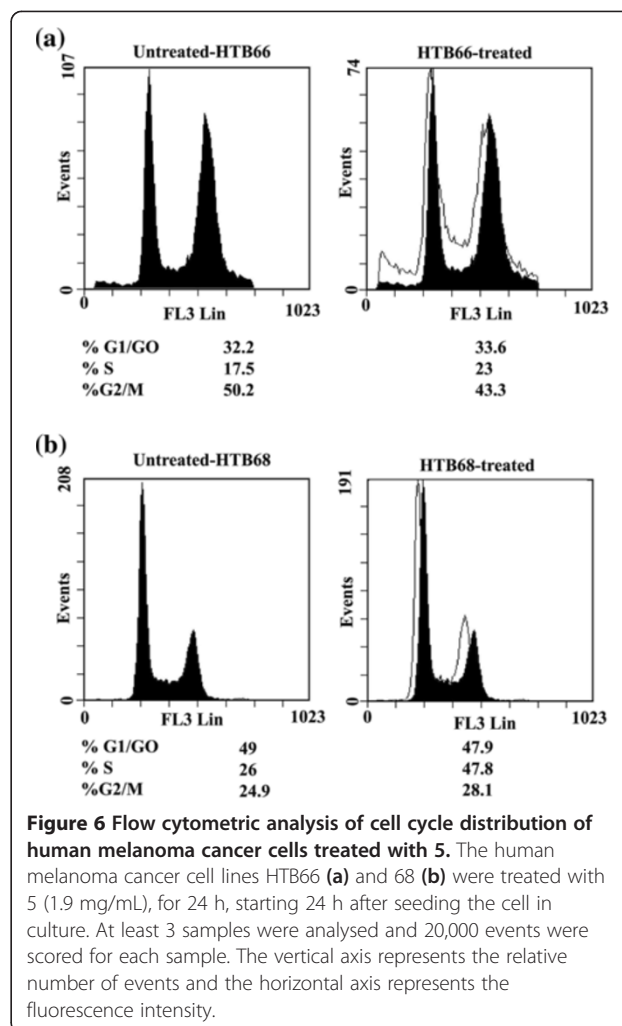 (a)
Untreated-HTB66
HTB66-treated
107
Events
0
0
FL3 Lin
1023
74
Events
0
0
FL3 Lin
1023
% G1/GO 32.2 33.6
% S 17.5 23
%G2/M 50.2 43.3
(b)
Untreated-HTB68
HTB68-treated
208
Events
0
0
FL3 Lin
1023
191
Events
0
0
FL3 Lin
1023
% G1/GO 49 47.9
% S 26 47.8
%G2/M 24.9 28.1
Figure 6 Flow cytometric analysis of cell cycle distribution of
human melanoma cancer cells treated with 5. The human
melanoma cancer cell lines HTB66 (a) and 68 (b) were treated with
5 (1.9 mg/mL), for 24 h, starting 24 h after seeding the cell in
culture. At least 3 samples were analysed and 20,000 events were
scored for each sample. The vertical axis represents the relative
number of events and the horizontal axis represents the
fluorescence intensity.